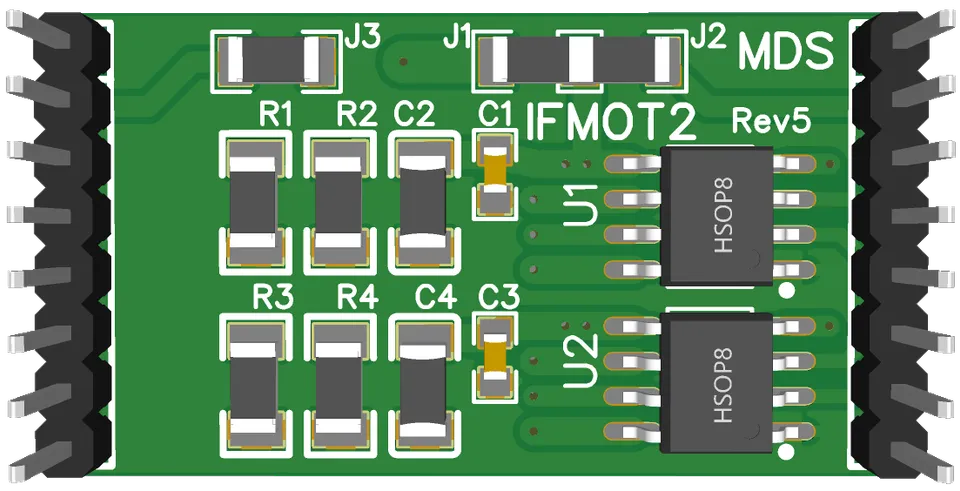 J3 J1 J2 MDS
R1 R2 C2 C1 IFMOT2 Rev5
U1 HSOP8
R3 R4 C4 C3
U2 HSOP8